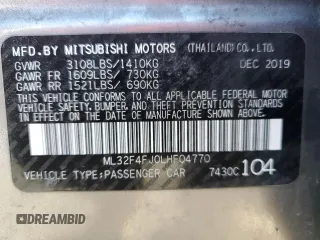 MFD.BY MITSUBISHI MOTORS (THAILAND)CO.,LTD.
GVWR 3108LBS/1410KG DEC 2019
GAWR FR 1609LBS/ 730KG
GAWR RR 1521LBS/ 690KG
THIS VEHICLE CONFORMS TO ALL APPLICABLE
FEDERAL MOTOR VEHICLE SAFETY, BUMPER,
AND THEFT PREVENTION STANDARDS IN EFFECT
ON THE DATE OF MANUFACTURE SHOWN ABOVE.
ML32F4FJ0LHF04770
VEHICLE TYPE:PASSENGER CAR 7430C104
DREAMBID